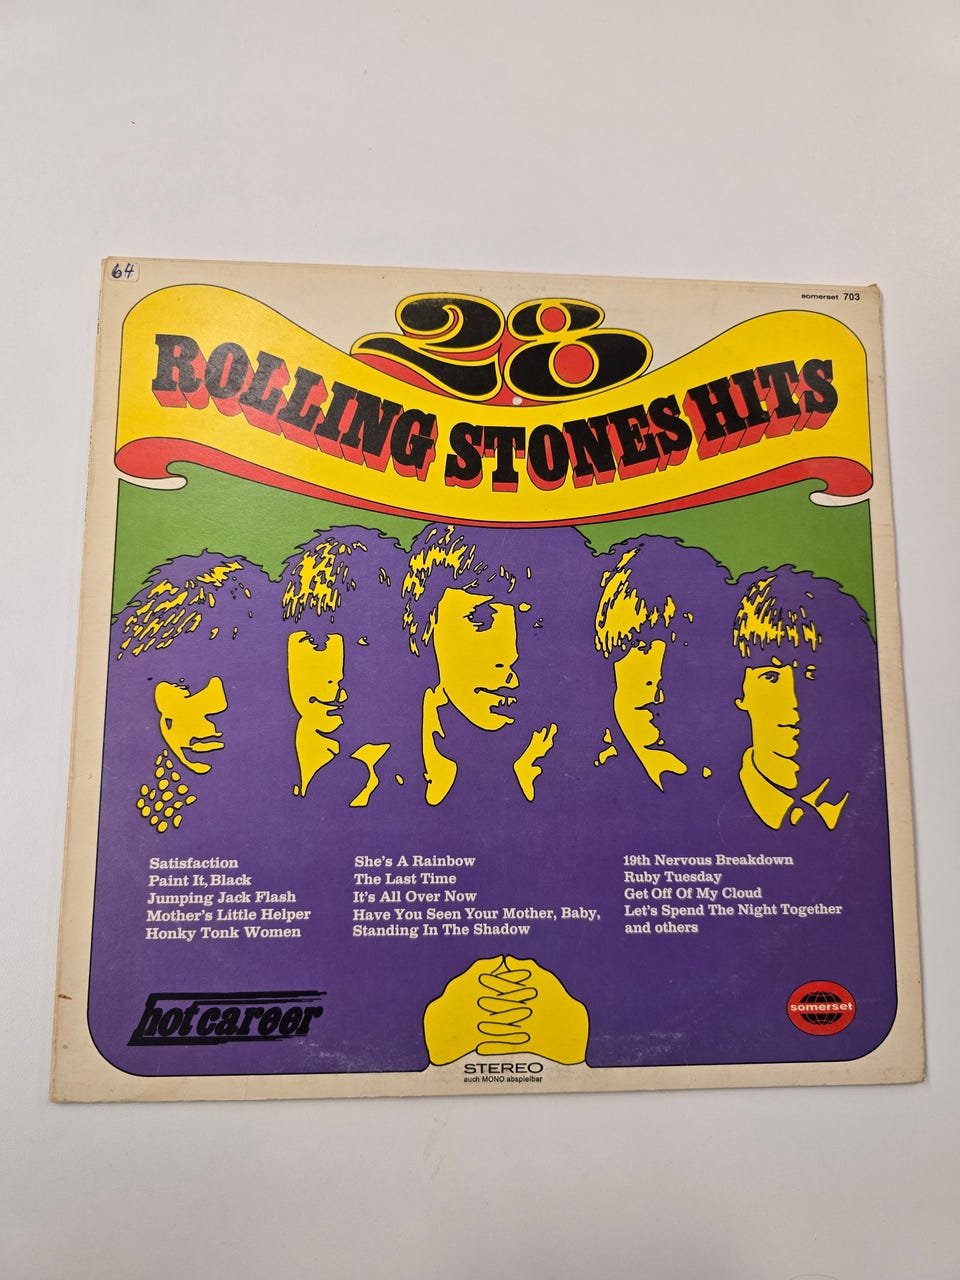 64
somerset 703
28
ROLLING STONES HITS
Satisfaction
Paint It, Black
Jumping Jack Flash
Mother's Little Helper
Honky Tonk Women
She's A Rainbow
The Last Time
It's All Over Now
Have You Seen Your Mother, Baby,
Standing In The Shadow
19th Nervous Breakdown
Ruby Tuesday
Get Off Of My Cloud
Let's Spend The Night Together
and others
hot career
somerset
STEREO
auch MONO abspielbar